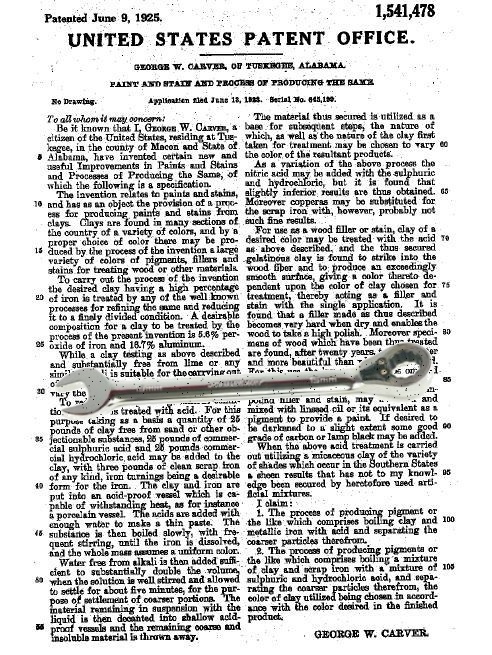 Patented June 9, 1925.
1,541,478
UNITED STATES PATENT OFFICE.
GEORGE W. CARVER, OF TUSKEGEE, ALABAMA.
PAINT AND STAIN AND PROCESS OF PRODUCING THE SAME.
No Drawing. Application filed June 13, 1923. Serial No. 645,199.
To all whom it may concern:
Be it known that I, GEORGE W. CARVER, a
citizen of the United States, residing at Tus-
kegee, in the county of Macon and State of
5 Alabama, have invented certain new and
useful Improvements in Paints and Stains
and Processes of Producing the Same, of
which the following is a specification.
The invention relates to paints and stains,
10 and has as an object the provision of a proc-
ess for producing paints and stains from
clays. Clays are found in many sections of
the country of a variety of colors, and by a
proper choice of color there may be pro-
15 duced by the process of the invention a large
variety of colors of pigments, fillers and
stains for treating wood or other materials.
To carry out the process of the invention
the desired clay having a high percentage
20 of iron is treated by any of the well known
processes for refining the same and reducing
it to a finely divided condition. A desirable
composition for a clay to be treated by the
process of the present invention is 5.6% per-
25 oxide of iron and 18.7% aluminum.
While a clay testing as above described
and substantially free from lime or any
is suitable for the carrying out
30
vary the
To
is treated with acid. For this
purpose taking as a basis a quantity of 25
pounds of clay free from sand or other ob-
35 jectionable substances, 25 pounds of commer-
cial sulphuric acid and 25 pounds commer-
cial hydrochloric acid may be added to the
clay, with three pounds of clean scrap iron
of any kind, iron turnings being a desirable
40 form for the iron. The clay and iron are
put into an acid-proof vessel which is ca-
pable of withstanding heat, as for instance
a porcelain vessel. The acids are added with
enough water to make a thin paste. The
45 substance is then boiled slowly, with fre-
quent stirring, until the iron is dissolved,
and the whole mass assumes a uniform color.
Water free from alkali is then added suffi-
cient to substantially double the volume,
50 when the solution is well stirred and allowed
to settle for about five minutes, for the pur-
pose of settlement of coarser portions. The
material remaining in suspension with the
liquid is then decanted into shallow acid-
55 proof vessels and the remaining coarse and
insoluble material is thrown away.
The material thus secured is utilized as a
base for subsequent steps, the nature of
which, as well as the nature of the clay first
taken for treatment may be chosen to vary 60
the color of the resultant products.
As a variation of the above process the
nitric acid may be added with the sulphuric
and hydrochloric, but it is found that
slightly inferior results are thus obtained. 65
Moreover copperas may be substituted for
the scrap iron with, however, probably not
such fine results.
For use as a wood filler or stain, clay of a
desired color may be treated with the acid 70
as above described, and the thus secured
gelatinous clay is found to strike into the
wood fiber and to produce an exceedingly
smooth surface, giving a color thereto de-
pendent upon the color of clay chosen for 75
treatment, thereby acting as a filler and
stain with the single application. It is
found that a filler made as thus described
becomes very hard when dry and enables the
wood to take a high polish. Moreover speci- 80
mens of wood which have been thus treated
are found, after twenty years,
and more beautiful than
For this
85
pound filler and stain, may and
mixed with linseed oil or its equivalent as a
pigment to provide a paint. If desired to
be darkened to a slight extent some good 90
grade of carbon or lamp black may be added.
When the above acid treatment is carried
out utilizing a micaceous clay of the variety
of shades which occur in the Southern States
a sheen results that has not to my knowl- 95
edge been secured by heretofore used arti-
ficial mixtures.
I claim:
1. The process of producing pigment or
the like which comprises boiling clay and 100
metallic iron with acid and separating the
coarser particles therefrom.
2. The process of producing pigments or
the like which comprises boiling a mixture
of clay and scrap iron with a mixture of 105
sulphuric and hydrochloric acid, and sepa-
rating the coarser particles therefrom, the
color of clay utilized being chosen in accord-
ance with the color desired in the finished
product.
GEORGE W. CARVER.